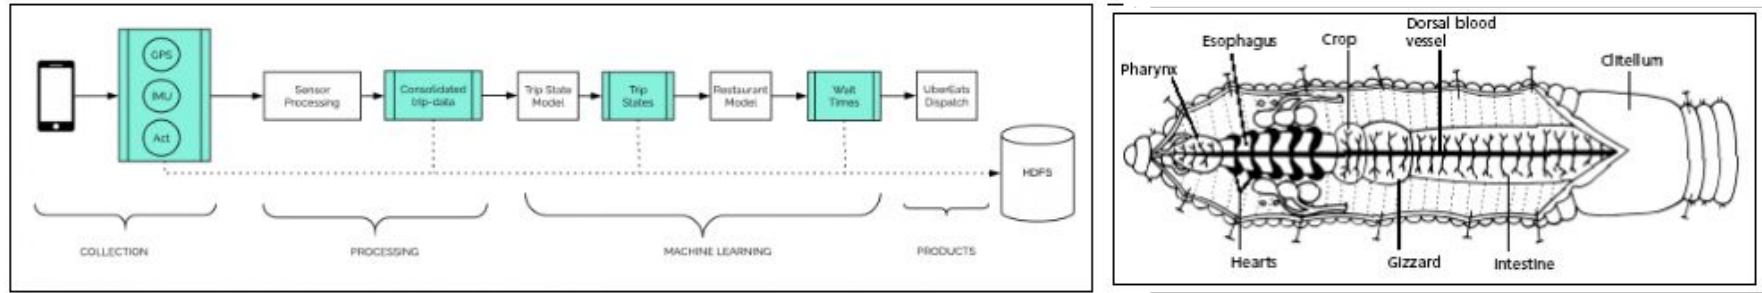 GPS
IMU
Act
Sensor
Processing
Consolidated
trip-data
Trip State
Model
Trip
States
Restaurant
Model
Wait
Times
UberEats
Dispatch
HDFS
COLLECTION
PROCESSING
MACHINE LEARNING
PRODUCTS
Dorsal blood
vessel
Esophagus
Crop
Clitellum
Pharynx
Hearts
Gizzard
Intestine